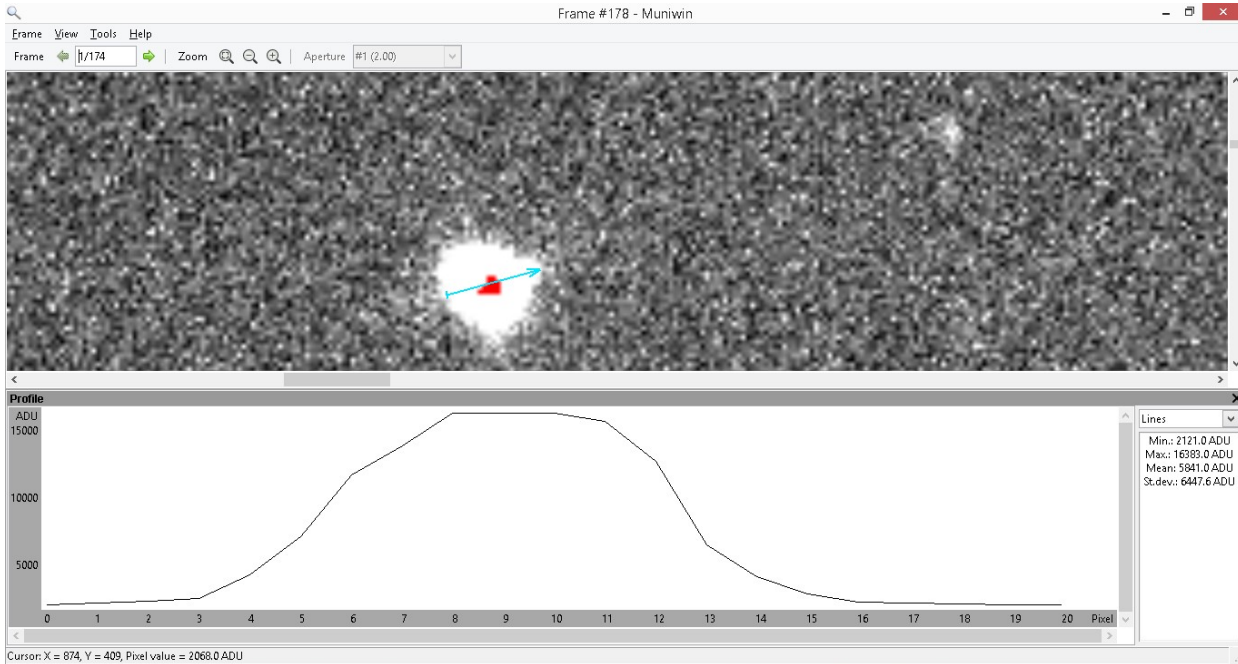 Frame #178 - Muniwin
Frame View Tools Help
Frame 1/174 Zoom Aperture #1 (2.00)
Profile
ADU
15000
10000
5000
0 1 2 3 4 5 6 7 8 9 10 11 12 13 14 15 16 17 18 19 20 Pixel
Lines
Min.: 2121.0 ADU
Max.: 16383.0 ADU
Mean: 5841.0 ADU
St.dev.: 6447.6 ADU
Cursor: X = 874, Y = 409, Pixel value = 2068.0 ADU